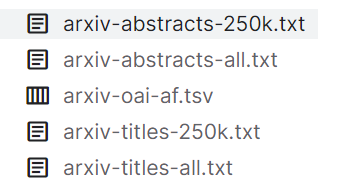 arxiv-abstracts-250k.txt
arxiv-abstracts-all.txt
arxiv-oai-af.tsv
arxiv-titles-250k.txt
arxiv-titles-all.txt